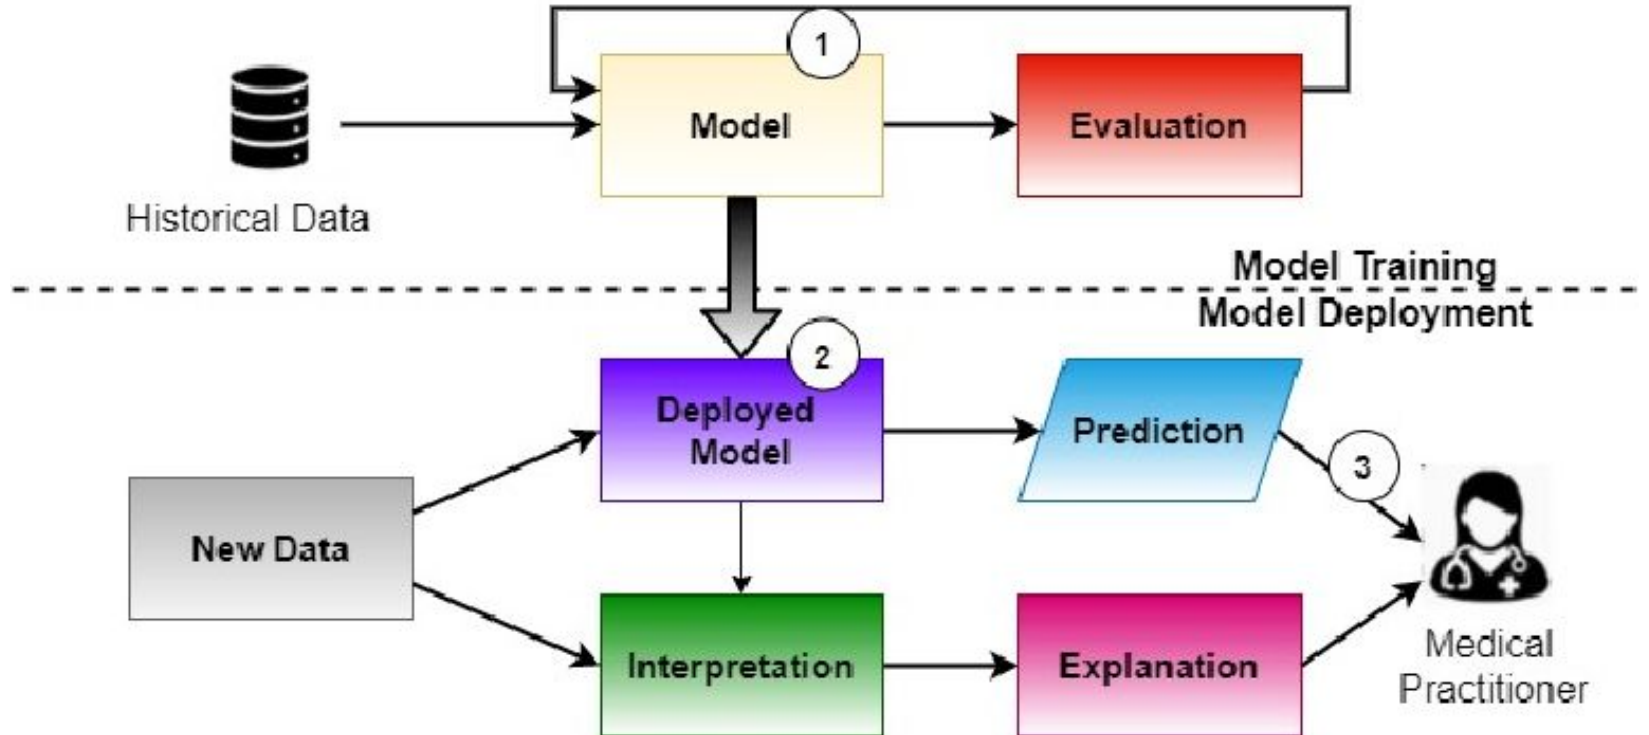 1
Model
Evaluation
Historical Data
Model Training
Model Deployment
2
Deployed
Model
Prediction
3
New Data
Interpretation
Explanation
Medical
Practitioner